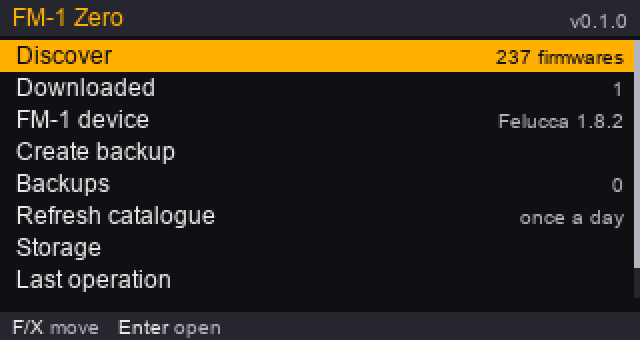 FM-1 Zero v0.1.0
Discover 237 firmwares
Downloaded 1
FM-1 device Felucca 1.8.2
Create backup
Backups 0
Refresh catalogue once a day
Storage
Last operation
F/X move Enter open